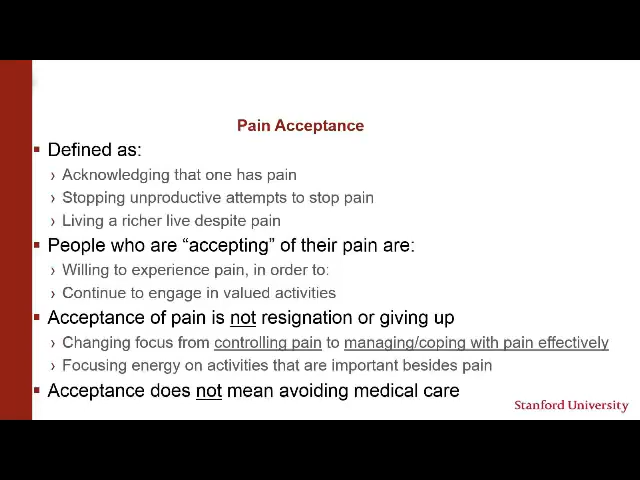 Pain Acceptance
▪ Defined as:
› Acknowledging that one has pain
› Stopping unproductive attempts to stop pain
› Living a richer live despite pain
▪ People who are “accepting” of their pain are:
› Willing to experience pain, in order to:
› Continue to engage in valued activities
▪ Acceptance of pain is not resignation or giving up
› Changing focus from controlling pain to managing/coping with pain effectively
› Focusing energy on activities that are important besides pain
▪ Acceptance does not mean avoiding medical care
Stanford University